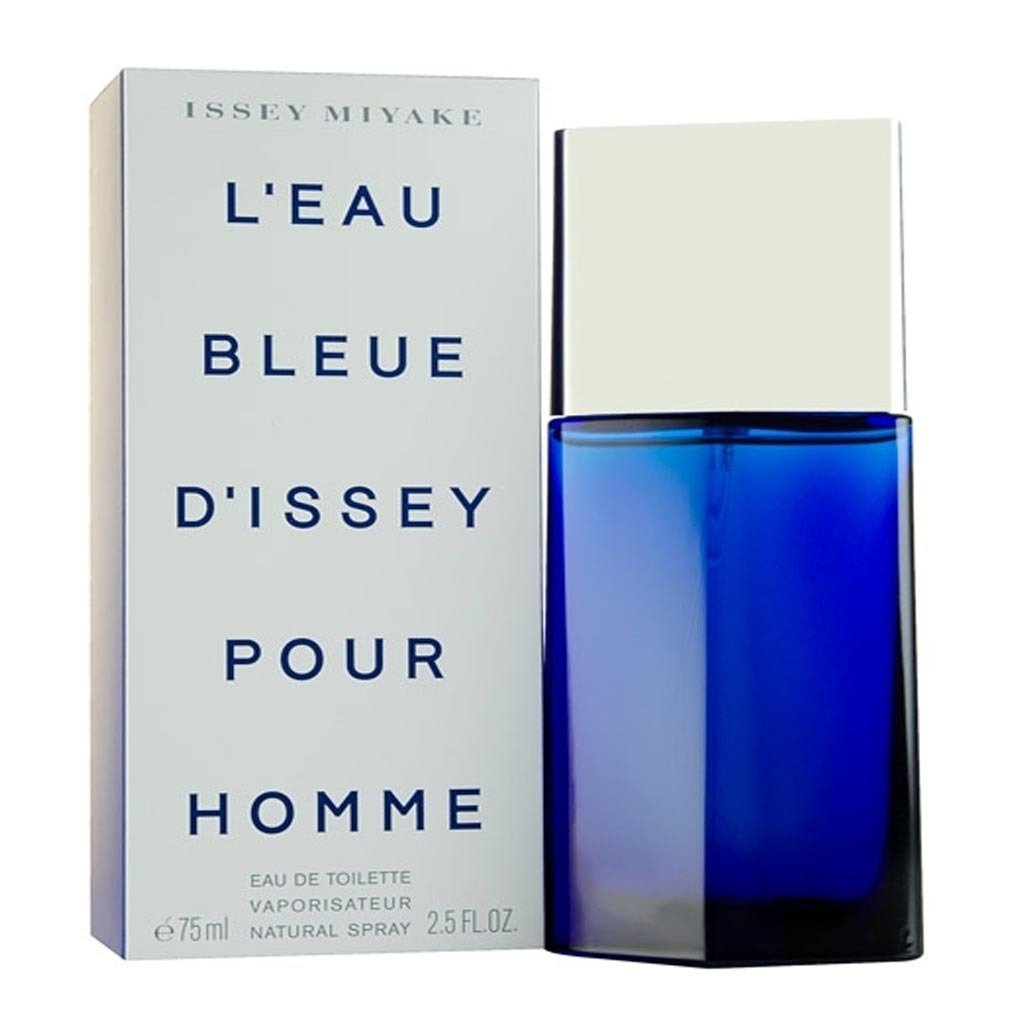 ISSEY MIYAKE
L'EAU
BLEUE
D'ISSEY
POUR
HOMME
EAU DE TOILETTE
VAPORISATEUR
℮75ml NATURAL SPRAY 2.5 FL.OZ.